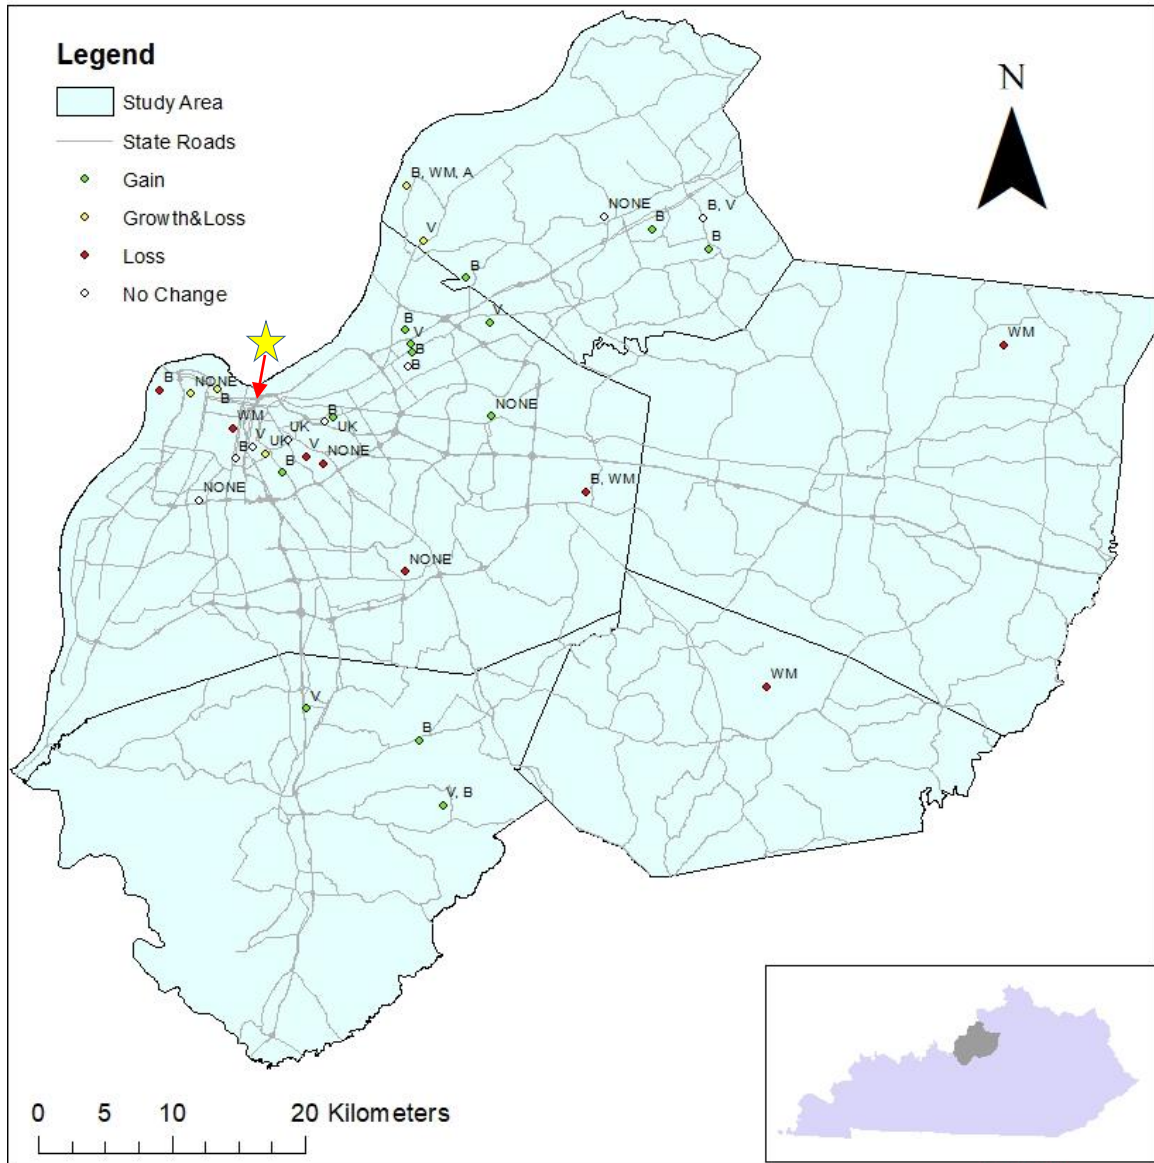 Legend
Study Area
State Roads
Gain
Growth&Loss
Loss
No Change
N
B, WM, A
V
NONE
B
B, V
B
B
V
B
V
B
B
WM
B
NONE
B
WM
NONE
B
UK
UK
V
B
UK
V
NONE
B
NONE
B, WM
NONE
WM
V
B
V, B
0 5 10 20 Kilometers